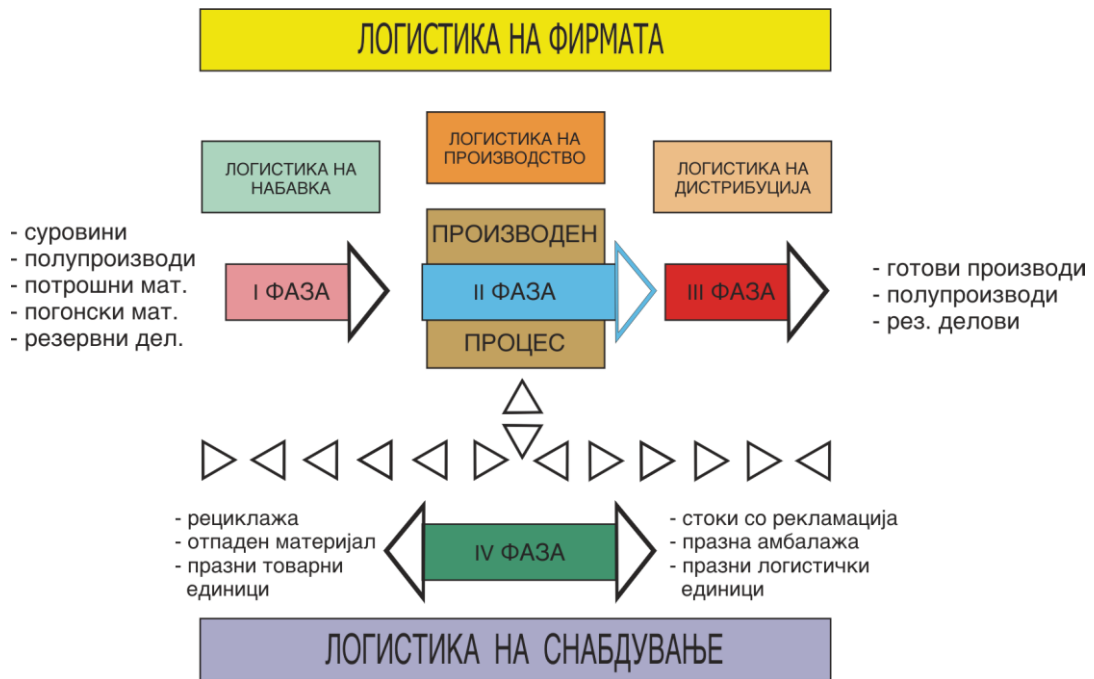 ЛОГИСТИКА НА ФИРМАТА
ЛОГИСТИКА НА
НАБАВКА
ЛОГИСТИКА НА
ПРОИЗВОДСТВО
ЛОГИСТИКА НА
ДИСТРИБУЦИЈА
- суровини
- полупроизводи
- потрошни мат.
- погонски мат.
- резервни дел.
I ФАЗА
ПРОИЗВОДЕН
II ФАЗА
ПРОЦЕС
III ФАЗА
- готови производи
- полупроизводи
- рез. делови
- рециклажа
- отпаден материјал
- празни товарни
единици
IV ФАЗА
- стоки со рекламација
- празна амбалажа
- празни логистички
единици
ЛОГИСТИКА НА СНАБДУВАЊЕ